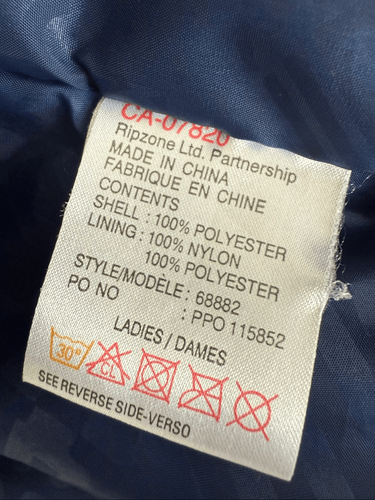 CA-07820
Ripzone Ltd. Partnership
MADE IN CHINA
FABRIQUE EN CHINE
CONTENTS
SHELL : 100% POLYESTER
LINING : 100% NYLON
100% POLYESTER
STYLE/MODÈLE : 68882
PO NO : PPO 115852
LADIES / DAMES
30° CL
SEE REVERSE SIDE-VERSO